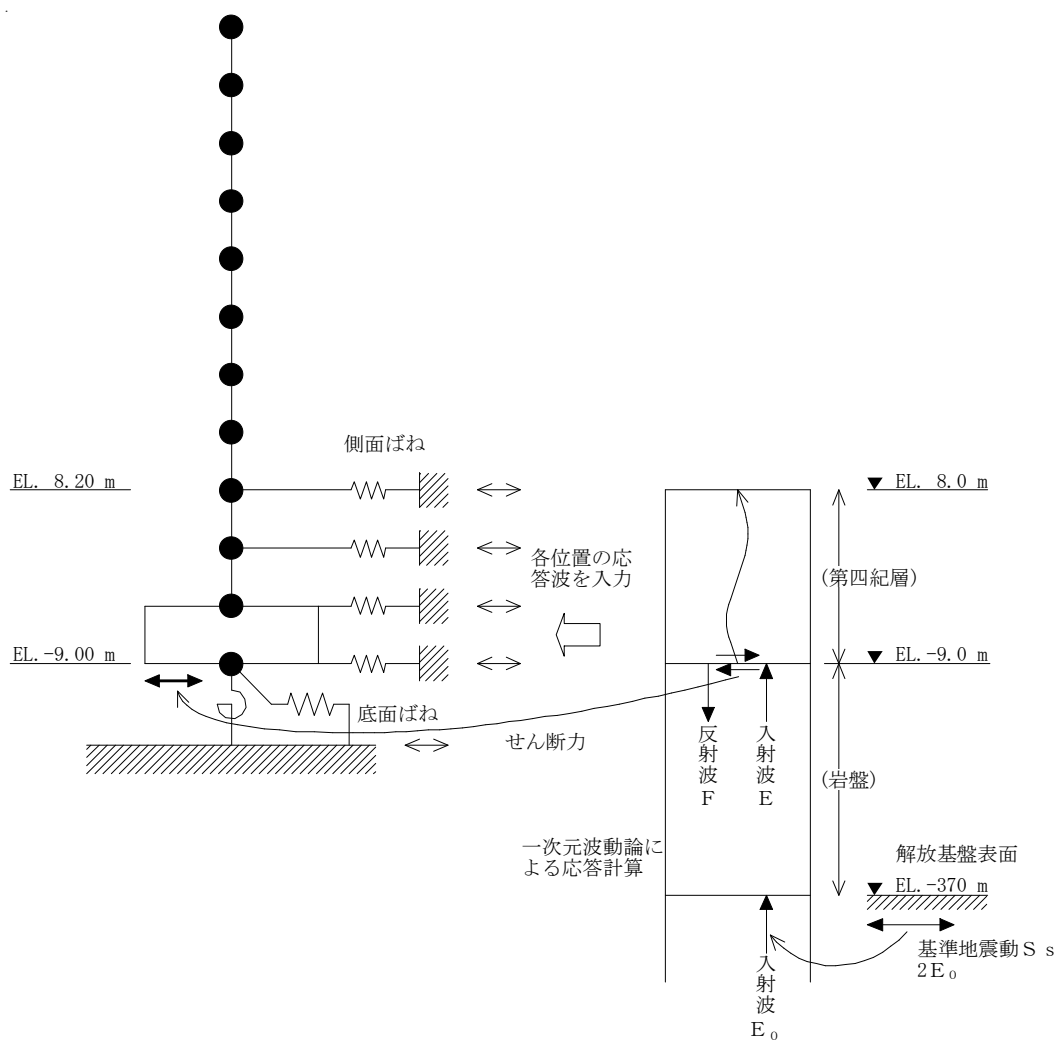 側面ばね
EL. 8.20 m
EL. 8.0 m
各位置の応
答波を入力
(第四紀層)
EL.-9.00 m
EL.-9.0 m
底面ばね
せん断力
反射波F
入射波E
(岩盤)
一次元波動論に
よる応答計算
解放基盤表面
EL.-370 m
基準地震動Ss
2E₀
入射波E₀